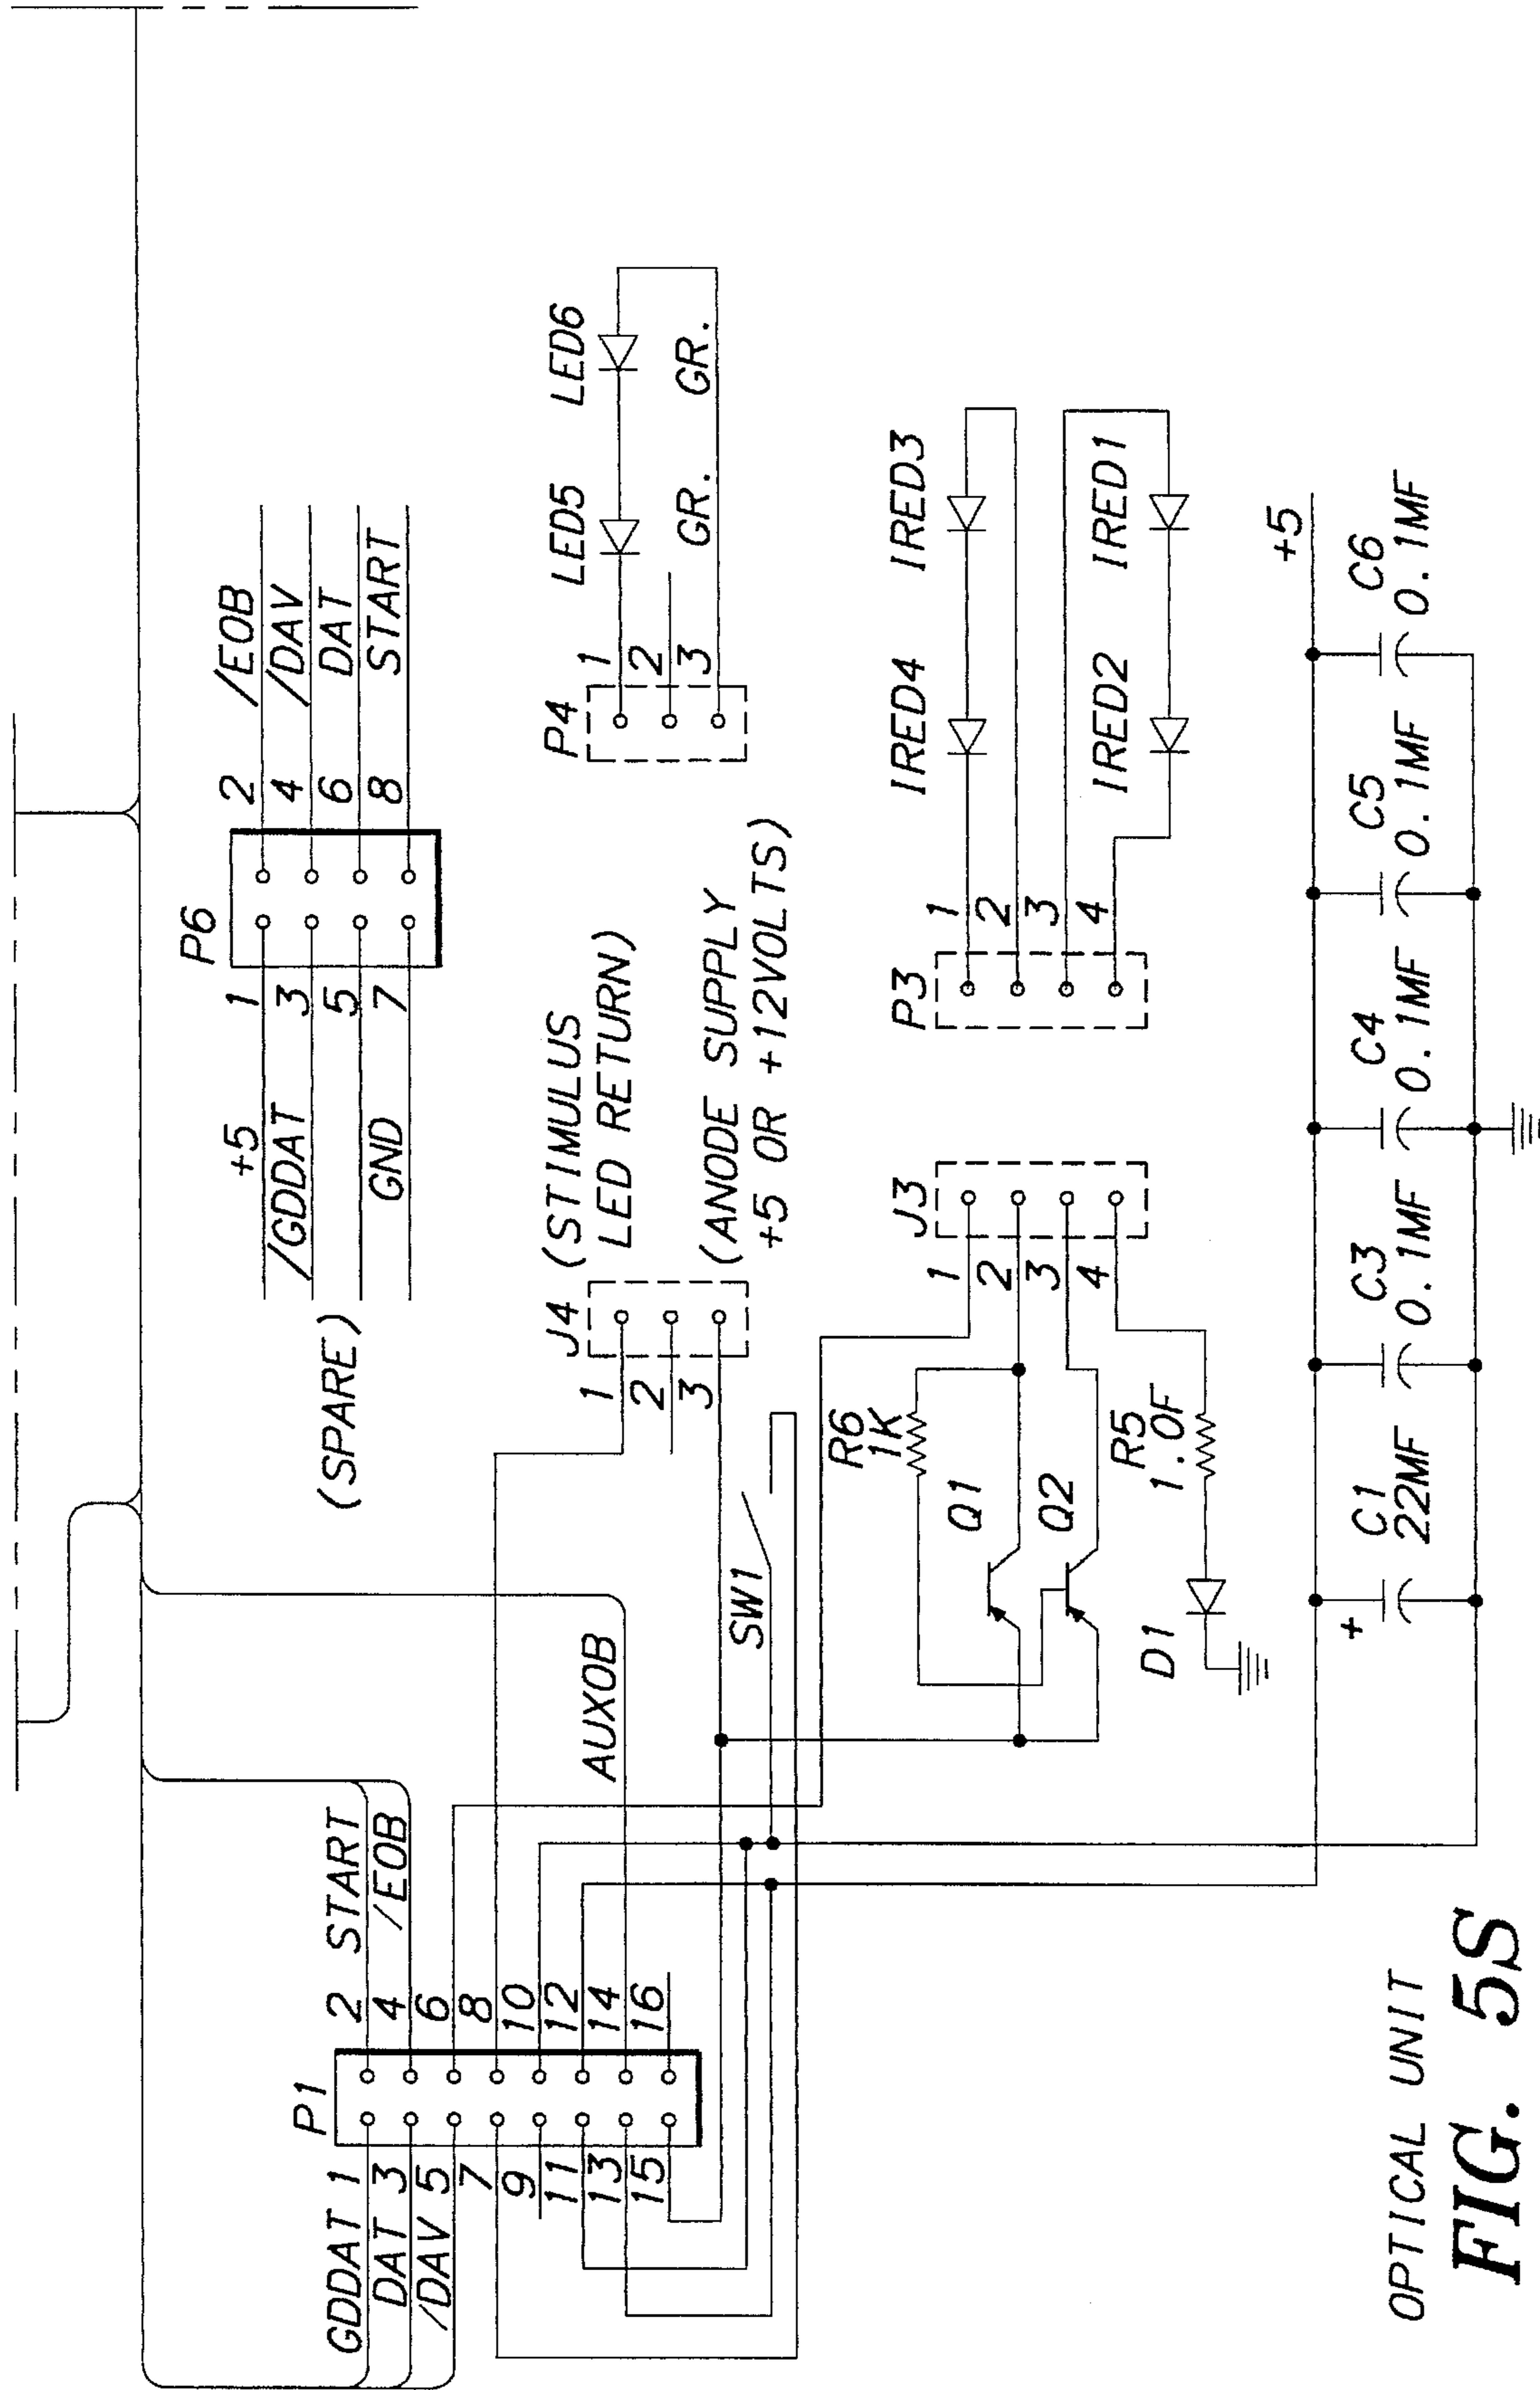 P1
GDDAT 1
DAT 3
/DAV 5
7
9
11
13
15
2 START
4 /EOB
6
8
10
12
14
16
AUXOB
SW1
(SPARE)
P6
+5 1
/GDDAT 3
5
GND 7
2 /EOB
4 /DAV
6 DAT
8 START
J4 (STIMULUS
LED RETURN)
1
2
3
(ANODE SUPPLY
+5 OR +12VOLTS)
P4
1
2
3
LED5
LED6
GR.
GR.
R6
1K
Q1
Q2
R5
1.0F
D1
J3
1
2
3
4
P3
1
2
3
4
IRED4
IRED3
IRED2
IRED1
+5
+
C1
22MF
C3
0.1MF
C4
0.1MF
C5
0.1MF
C6
0.1MF
OPTICAL UNIT
FIG. 5S